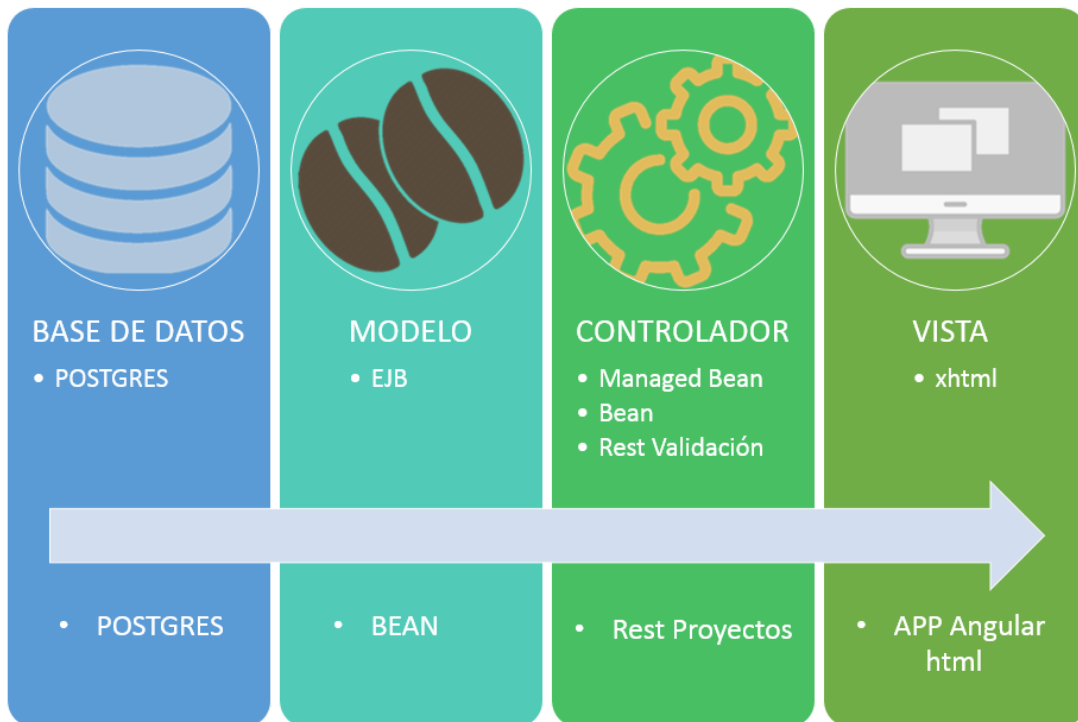 BASE DE DATOS
• POSTGRES
MODELO
• EJB
CONTROLADOR
• Managed Bean
• Bean
• Rest Validación
VISTA
• xhtml
• POSTGRES
• BEAN
• Rest Proyectos
• APP Angular
html